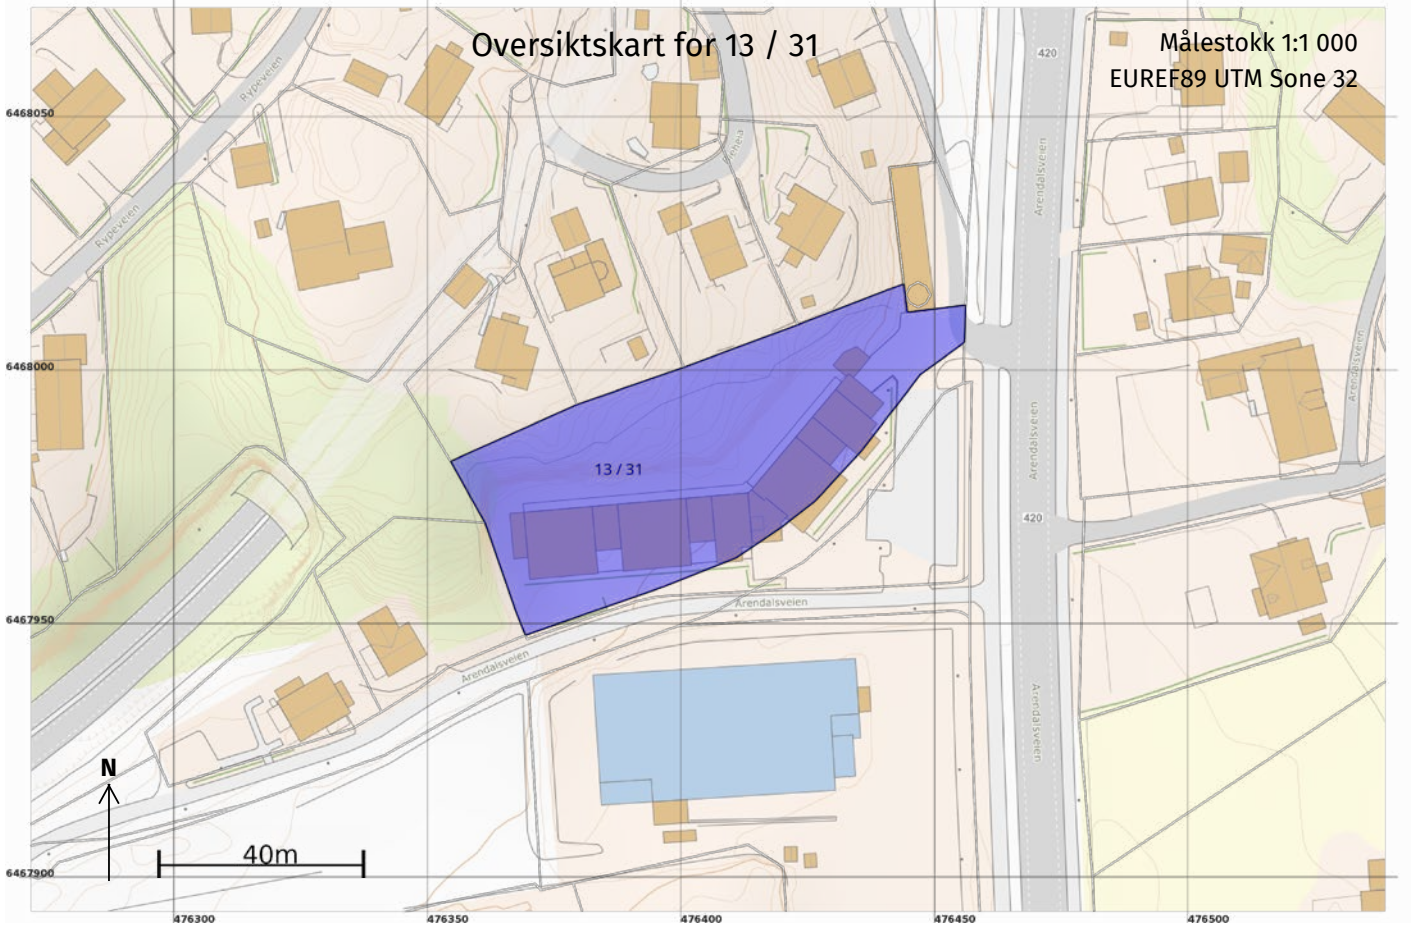 Oversiktskart for 13 / 31
Målestokk 1:1 000
EUREF89 UTM Sone 32
420
Rypeveien
6468050
Arendalsveien
Rypeveien
6468000
Arendalsveien
Arendalsveien
13 / 31
420
Arendalsveien
6467950
Arendalsveien
Arendalsveien
N
40m
6467900
476300
476350
476400
476450
476500